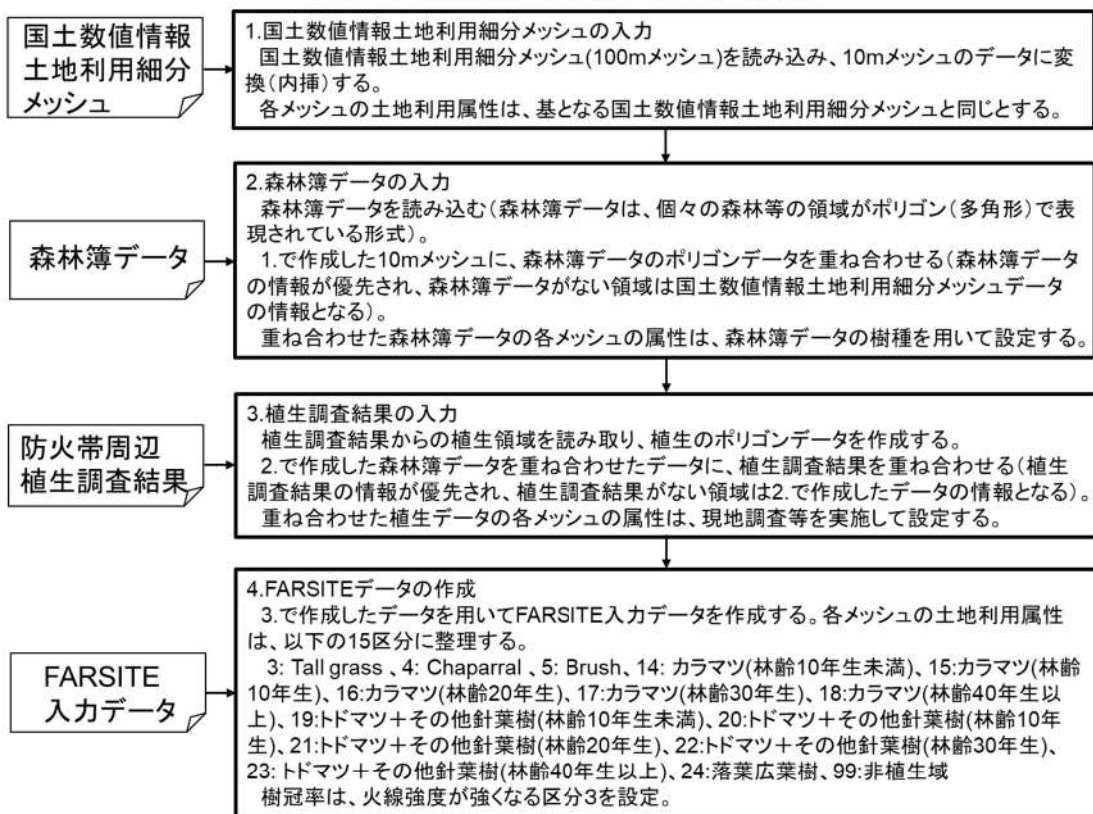 国土数値情報
土地利用細分
メッシュ
1.国土数値情報土地利用細分メッシュの入力
国土数値情報土地利用細分メッシュ(100mメッシュ)を読み込み、10mメッシュのデータに変
換(内挿)する。
各メッシュの土地利用属性は、基となる国土数値情報土地利用細分メッシュと同じとする。
森林簿データ
2.森林簿データの入力
森林簿データを読み込む(森林簿データは、個々の森林等の領域がポリゴン(多角形)で表
現されている形式)。
1.で作成した10mメッシュに、森林簿データのポリゴンデータを重ね合わせる(森林簿データ
の情報が優先され、森林簿データがない領域は国土数値情報土地利用細分メッシュデータ
の情報となる)。
重ね合わせた森林簿データの各メッシュの属性は、森林簿データの樹種を用いて設定する。
防火帯周辺
植生調査結果
3.植生調査結果の入力
植生調査結果からの植生領域を読み取り、植生のポリゴンデータを作成する。
2.で作成した森林簿データを重ね合わせたデータに、植生調査結果を重ね合わせる(植生
調査結果の情報が優先され、植生調査結果がない領域は2.で作成したデータの情報となる)。
重ね合わせた植生データの各メッシュの属性は、現地調査等を実施して設定する。
FARSITE
入力データ
4.FARSITEデータの作成
3.で作成したデータを用いてFARSITE入力データを作成する。各メッシュの土地利用属性
は、以下の15区分に整理する。
3: Tall grass 、4: Chaparral 、5: Brush、14: カラマツ(林齢10年生未満)、15:カラマツ(林齢
10年生)、16:カラマツ(林齢20年生)、17:カラマツ(林齢30年生)、18:カラマツ(林齢40年生以
上)、19:トドマツ+その他針葉樹(林齢10年生未満)、20:トドマツ+その他針葉樹(林齢10年
生)、21:トドマツ+その他針葉樹(林齢20年生)、22:トドマツ+その他針葉樹(林齢30年生)、
23: トドマツ+その他針葉樹(林齢40年生以上)、24:落葉広葉樹、99:非植生域
樹冠率は、火線強度が強くなる区分3を設定。